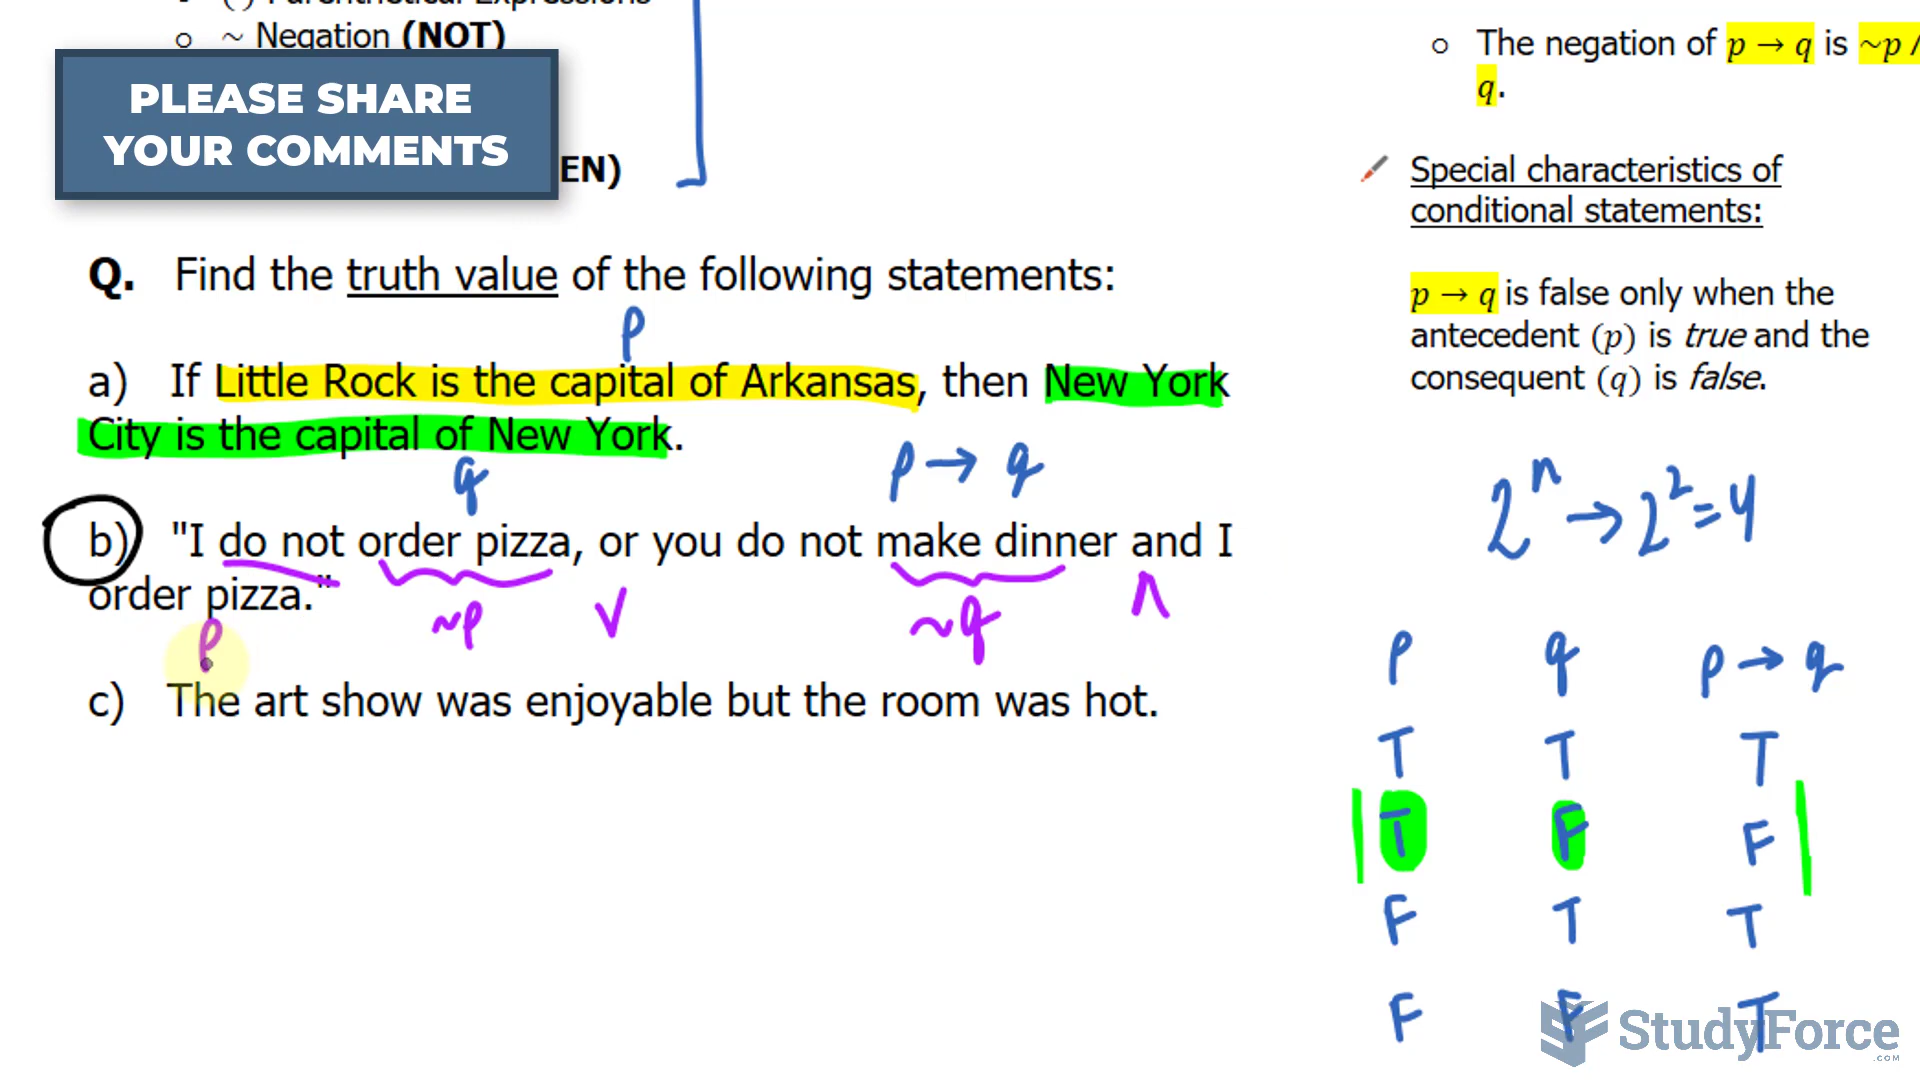 ~ Negation (NOT)
PLEASE SHARE
YOUR COMMENTS
EN)
Q. Find the truth value of the following statements:
p
a) If Little Rock is the capital of Arkansas, then New York
City is the capital of New York.
q
p → q
b) "I do not order pizza, or you do not make dinner and I
order pizza."
p
~p
∨
~q
∧
c) The art show was enjoyable but the room was hot.
The negation of p → q is ~p /
q.
Special characteristics of
conditional statements:
p → q is false only when the
antecedent (p) is true and the
consequent (q) is false.
2ⁿ → 2² = 4
p q p → q
T T T
T F F
F T T
F F T
StudyForce
.COM